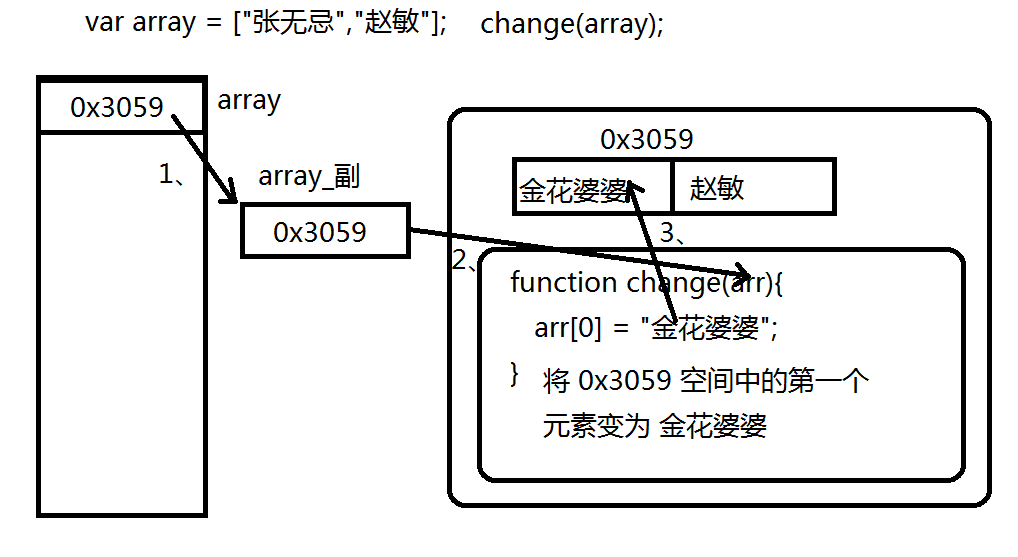 var array = ["张无忌","赵敏"];   change(array);
0x3059
array
1、
array_副
0x3059
0x3059
金花婆婆
赵敏
3、
2、
function change(arr){
arr[0] = "金花婆婆";
}
将 0x3059 空间中的第一个
元素变为 金花婆婆